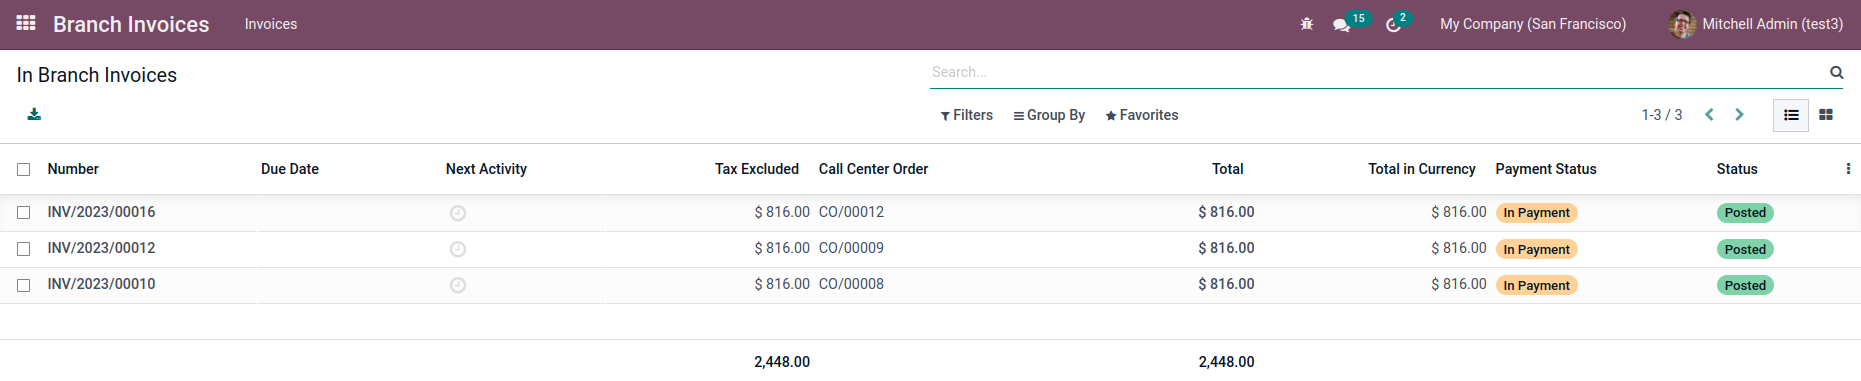 Branch Invoices Invoices 15 2 My Company (San Francisco) Mitchell Admin (test3)
In Branch Invoices Search...
Filters Group By Favorites 1-3 / 3
Number Due Date Next Activity Tax Excluded Call Center Order Total Total in Currency Payment Status Status
INV/2023/00016 $ 816.00 CO/00012 $ 816.00 $ 816.00 In Payment Posted
INV/2023/00012 $ 816.00 CO/00009 $ 816.00 $ 816.00 In Payment Posted
INV/2023/00010 $ 816.00 CO/00008 $ 816.00 $ 816.00 In Payment Posted
2,448.00 2,448.00